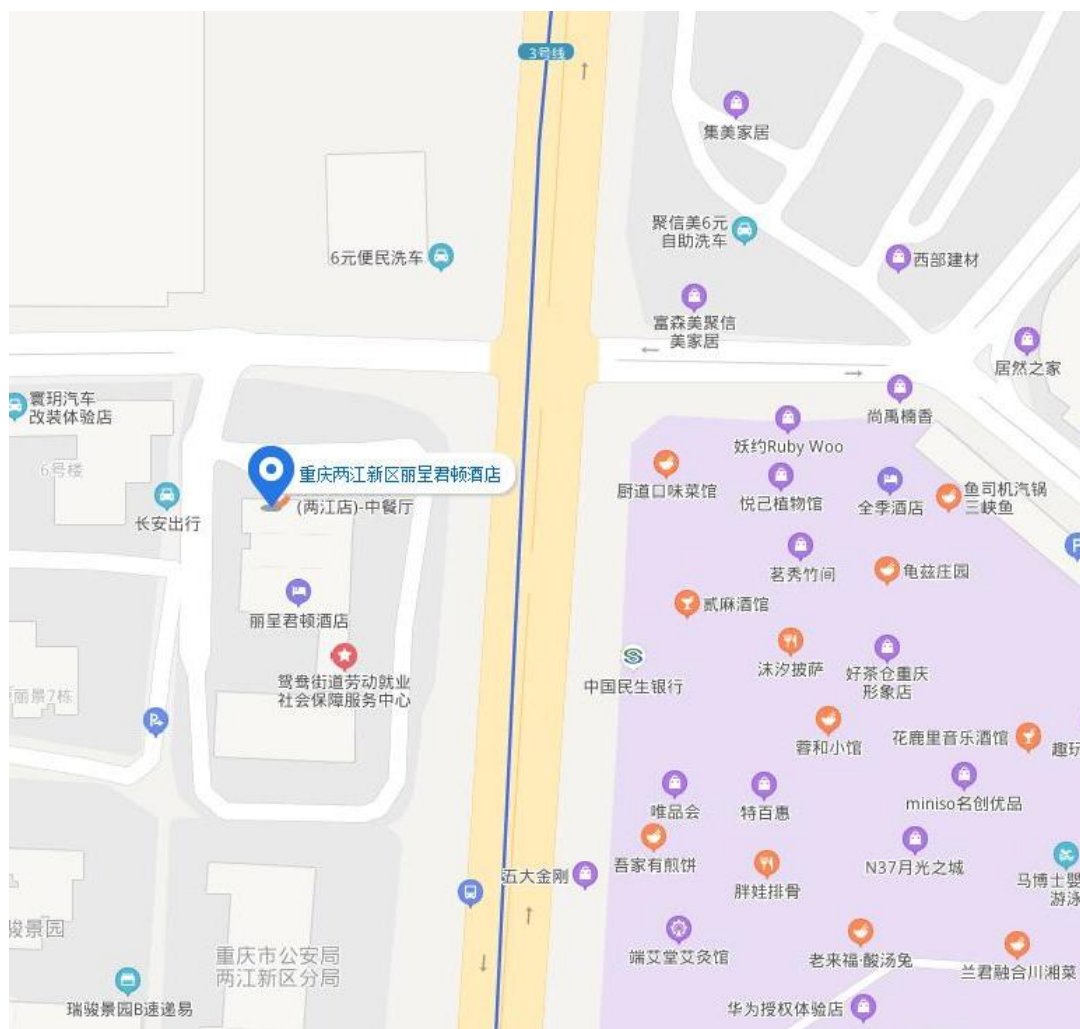 3号线
集美家居
聚信美6元
自助洗车
6元便民洗车
西部建材
富森美聚信
美家居
居然之家
寰玥汽车
改装体验店
尚禹楠香
妖约Ruby Woo
6号楼
重庆两江新区丽呈君顿酒店
(两江店)-中餐厅
厨道口味菜馆
悦己植物馆
全季酒店
鱼司机汽锅
三峡鱼
长安出行
茗秀竹间
龟兹庄园
贰麻酒馆
丽呈君顿酒店
沫汐披萨
中国民生银行
好茶仓重庆
形象店
鸳鸯街道劳动就业
社会保障服务中心
丽景7栋
蓉和小馆
花鹿里音乐酒馆
趣玩
唯品会
特百惠
miniso名创优品
吾家有煎饼
五大金刚
胖娃排骨
N37月光之城
马博士婴
游泳
骏景园
重庆市公安局
两江新区分局
端艾堂艾灸馆
老来福·酸汤兔
兰君融合川湘菜
瑞骏景园B速递易
华为授权体验店